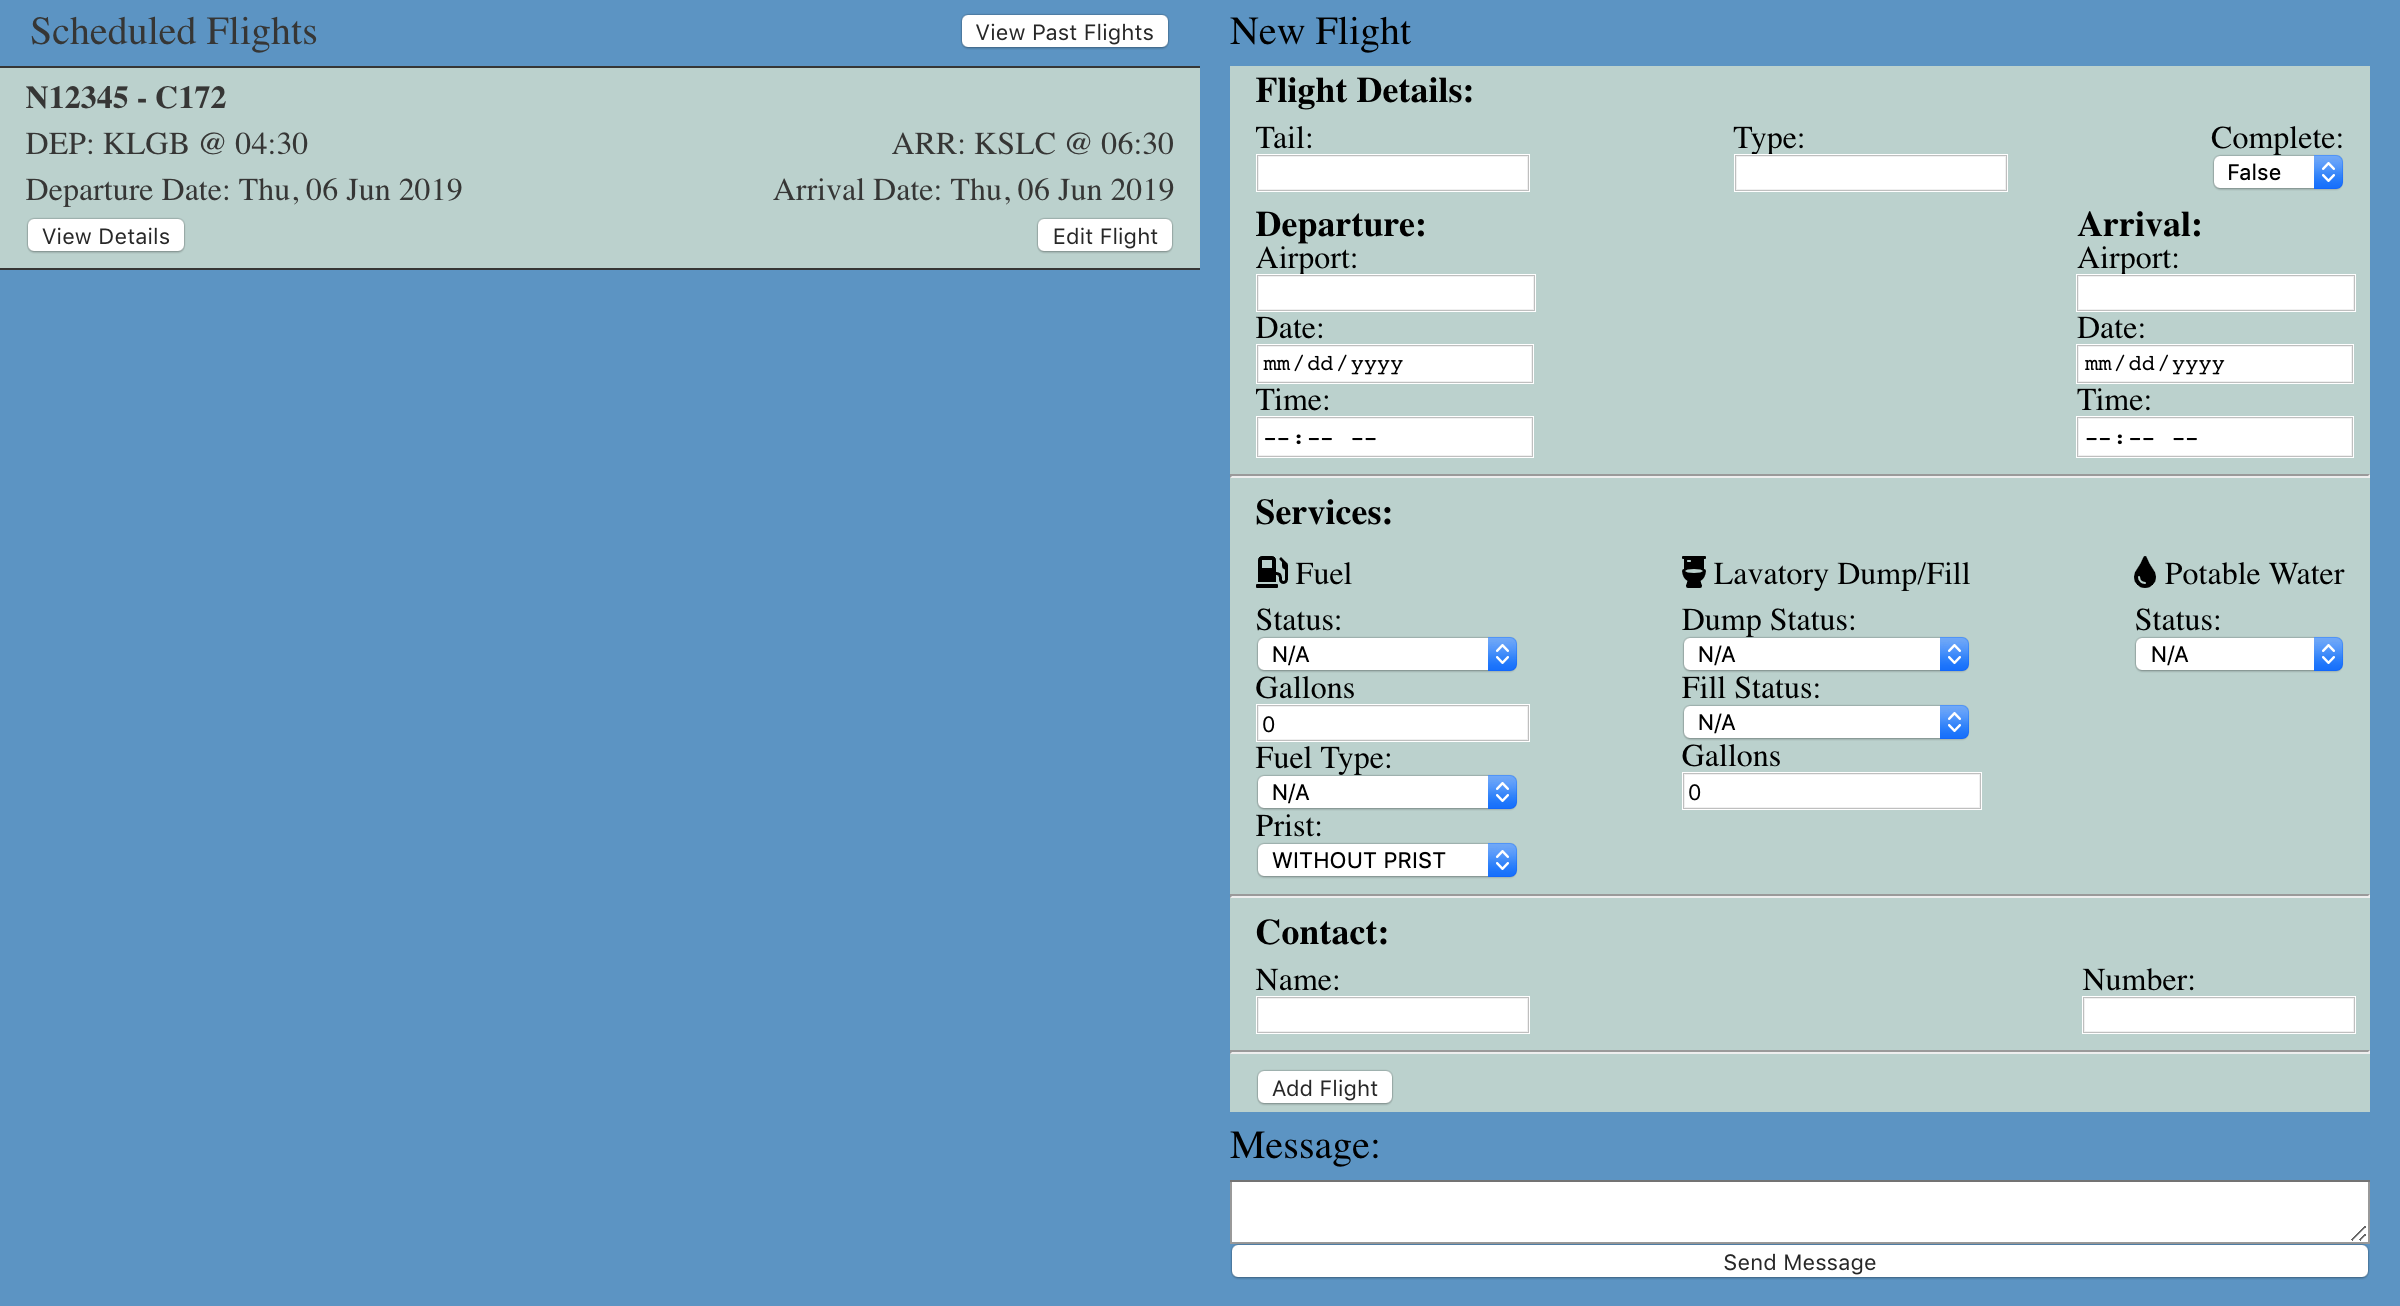 Scheduled Flights
View Past Flights
N12345 - C172
DEP: KLGB @ 04:30
ARR: KSLC @ 06:30
Departure Date: Thu, 06 Jun 2019
Arrival Date: Thu, 06 Jun 2019
View Details
Edit Flight
New Flight
Flight Details:
Tail:
Type:
Complete:
False
Departure:
Airport:
Date:
mm/dd/yyyy
Time:
--:-- --
Arrival:
Airport:
Date:
mm/dd/yyyy
Time:
--:-- --
Services:
Fuel
Status:
N/A
Gallons
0
Fuel Type:
N/A
Prist:
WITHOUT PRIST
Lavatory Dump/Fill
Dump Status:
N/A
Fill Status:
N/A
Gallons
0
Potable Water
Status:
N/A
Contact:
Name:
Number:
Add Flight
Message:
Send Message